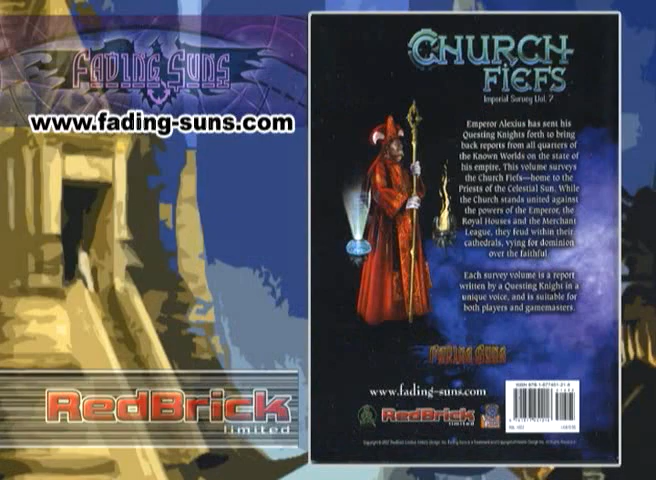 FADING SUNS
www.fading-suns.com
RedBrick
limited
CHURCH
FIEFS
Imperial Survey Vol. 7
Emperor Alexius has sent his
Questing Knights forth to bring
back reports from all quarters of
the Known Worlds on the state of
his empire. This volume surveys
the Church Fiefs—home to the
Priests of the Celestial Sun. While
the Church stands united against
the powers of the Emperor, the
Royal Houses and the Merchant
League, they feud within their
cathedrals, vying for dominion
over the faithful
Each survey volume is a report
written by a Questing Knight in a
unique voice, and is suitable for
both players and gamemasters.
FADING SUNS
www.fading-suns.com
RedBrick
limited